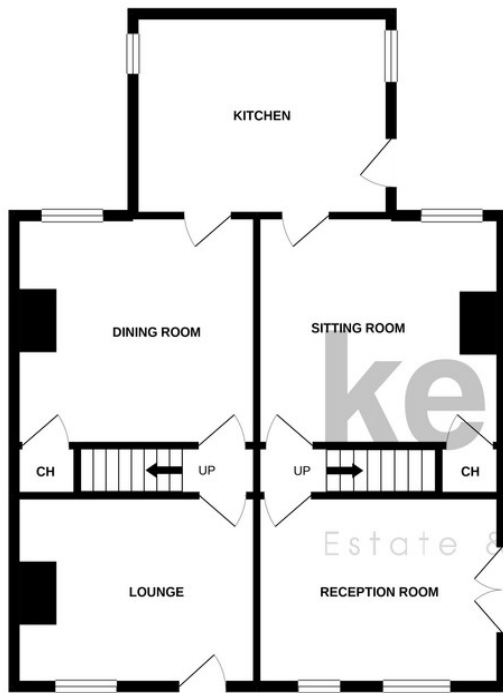 KITCHEN
DINING ROOM
SITTING ROOM
ke
CH
UP
UP
CH
Estate &
LOUNGE
RECEPTION ROOM